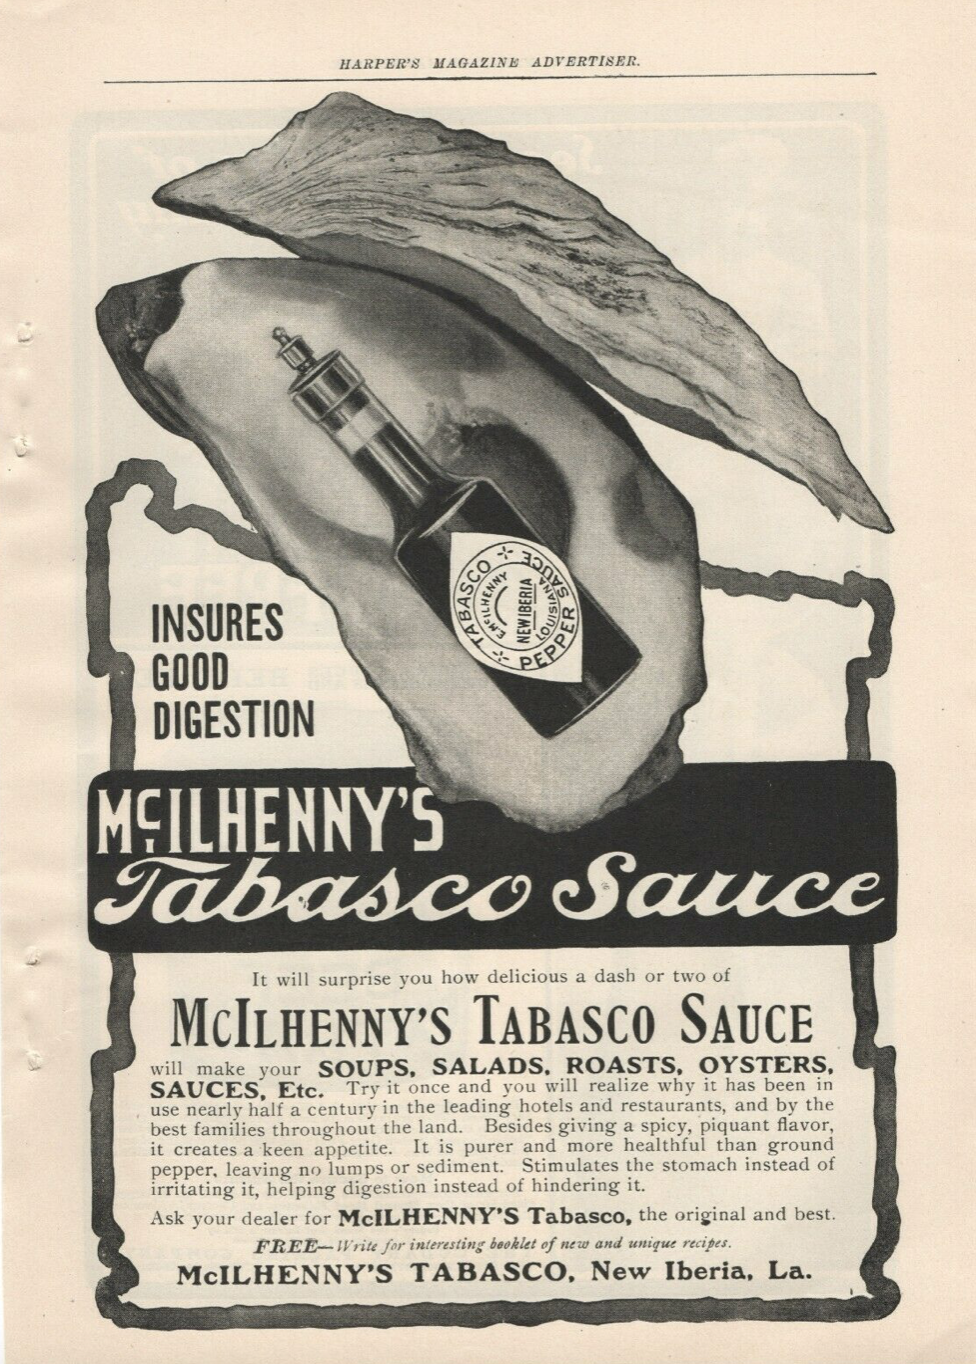 HARPER'S MAGAZINE ADVERTISER.
TABASCO PEPPER SAUCE
E.McILHENNY
NEW IBERIA
LOUISIANA
INSURES
GOOD
DIGESTION
McILHENNY'S
Tabasco Sauce
It will surprise you how delicious a dash or two of
McIlhenny's Tabasco Sauce
will make your SOUPS, SALADS, ROASTS, OYSTERS,
SAUCES, Etc. Try it once and you will realize why it has been in
use nearly half a century in the leading hotels and restaurants, and by the
best families throughout the land. Besides giving a spicy, piquant flavor,
it creates a keen appetite. It is purer and more healthful than ground
pepper, leaving no lumps or sediment. Stimulates the stomach instead of
irritating it, helping digestion instead of hindering it.
Ask your dealer for McILHENNY'S Tabasco, the original and best.
FREE—Write for interesting booklet of new and unique recipes.
McILHENNY'S TABASCO, New Iberia, La.